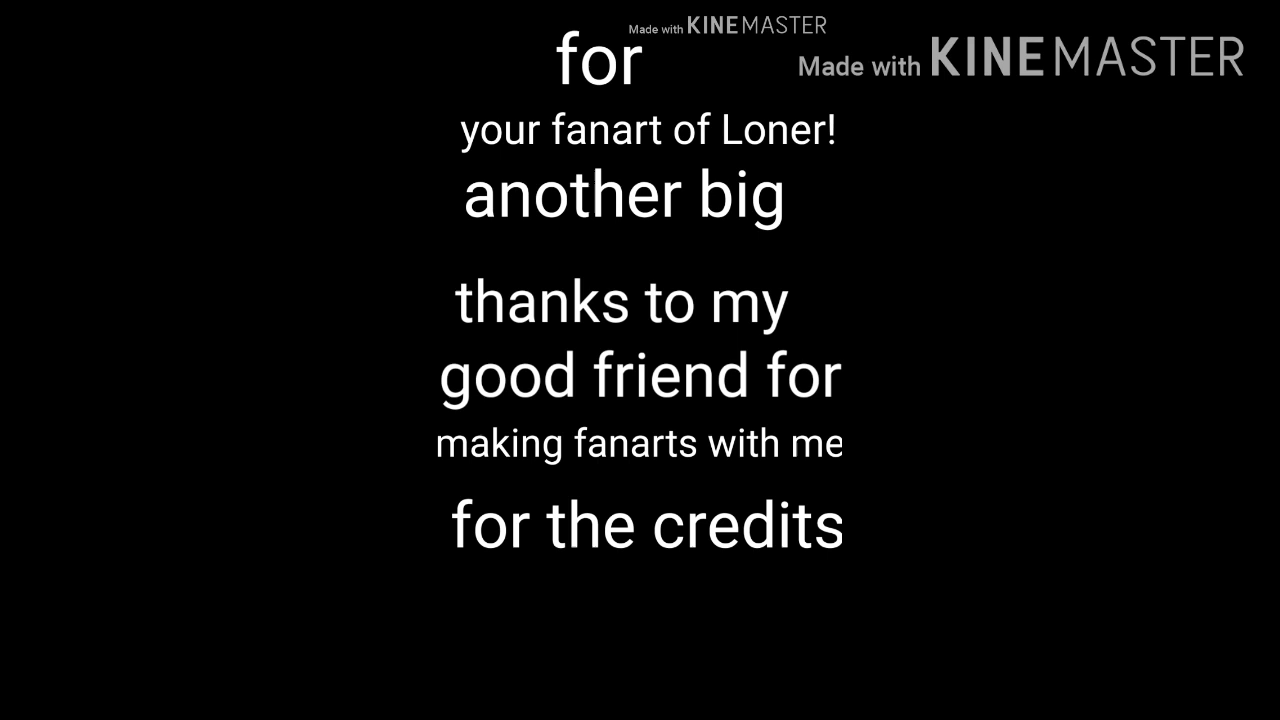 Made with KINEMASTER
Made with KINEMASTER
for
your fanart of Loner!
another big
thanks to my
good friend for
making fanarts with me
for the credits